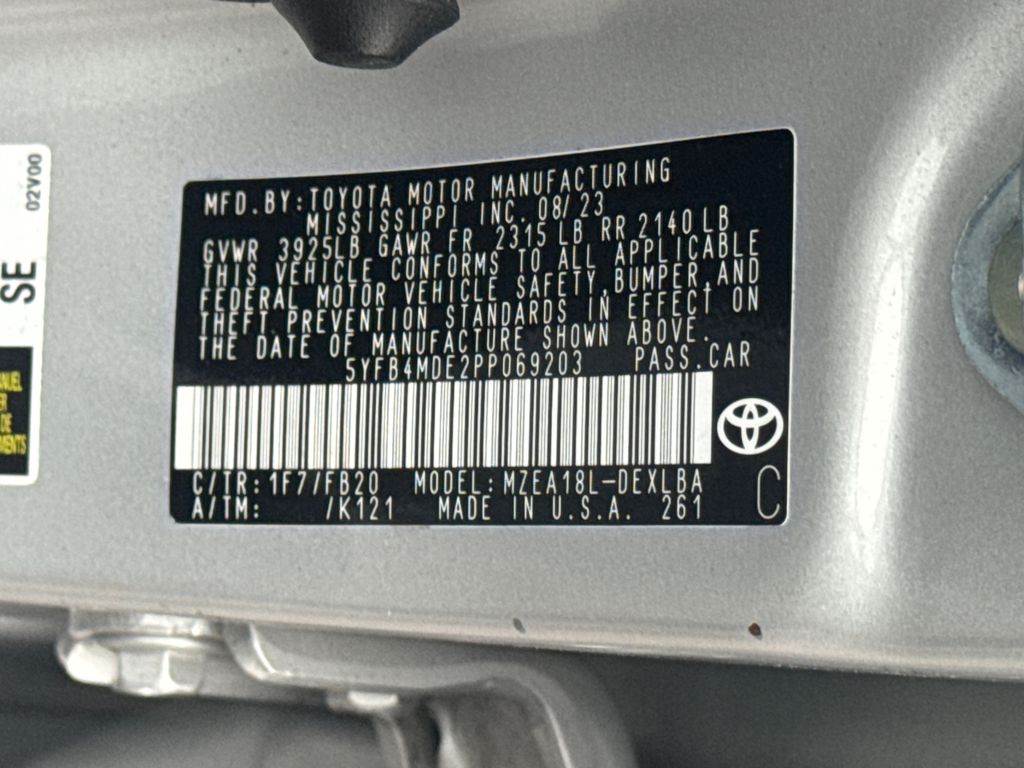 MFD.BY:TOYOTA MOTOR MANUFACTURING
MISSISSIPPI INC. 08/23
GVWR 3925LB GAWR FR 2315 LB RR 2140 LB
THIS VEHICLE CONFORMS TO ALL APPLICABLE
FEDERAL MOTOR VEHICLE SAFETY,BUMPER,AND
THEFT PREVENTION STANDARDS IN EFFECT ON
THE DATE OF MANUFACTURE SHOWN ABOVE.
5YFB4MDE2PP069203 PASS.CAR
C/TR:1F7/FB20 MODEL:MZEA18L-DEXLBA
A/TM: /K121 MADE IN U.S.A. 261
C
02V00
SE
DE